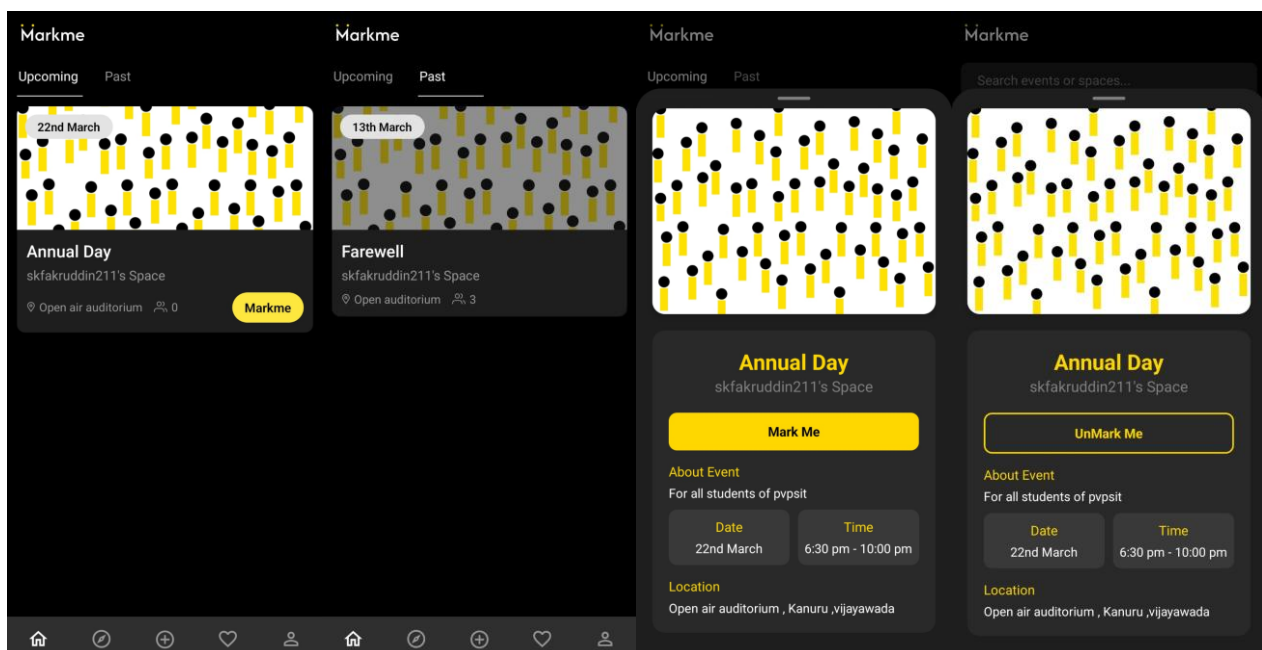 Markme
Upcoming Past
22nd March
Annual Day
skfakruddin211's Space
Open air auditorium 0
Markme
Markme
Upcoming Past
13th March
Farewell
skfakruddin211's Space
Open auditorium 3
Markme
Upcoming Past
Annual Day
skfakruddin211's Space
Mark Me
About Event
For all students of pvpsit
Date Time
22nd March 6:30 pm - 10:00 pm
Location
Open air auditorium , Kanuru ,vijayawada
Markme
Search events or spaces...
Annual Day
skfakruddin211's Space
UnMark Me
About Event
For all students of pvpsit
Date Time
22nd March 6:30 pm - 10:00 pm
Location
Open air auditorium , Kanuru ,vijayawada